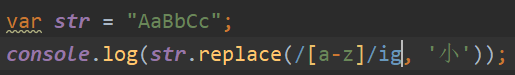 var str = "AaBbCc";
console.log(str.replace(/[a-z]/ig, '小'));